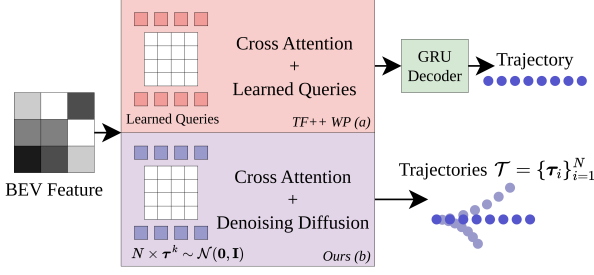 BEV Feature
Learned Queries
Cross Attention
+
Learned Queries
TF++ WP (a)
GRU
Decoder
Trajectory
N × τ^k ~ 𝒩(0, I)
Cross Attention
+
Denoising Diffusion
Ours (b)
Trajectories 𝒯 = {τ_i}_{i=1}^N